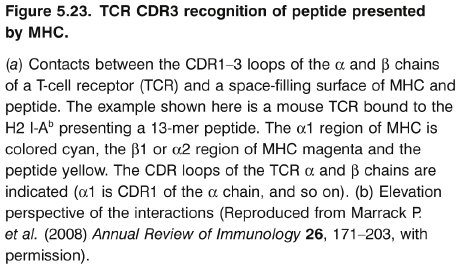 Figure 5.23. TCR CDR3 recognition of peptide presented
by MHC.
(a) Contacts between the CDR1–3 loops of the α and β chains
of a T-cell receptor (TCR) and a space-filling surface of MHC and
peptide. The example shown here is a mouse TCR bound to the
H2 I-Aᵇ presenting a 13-mer peptide. The α1 region of MHC is
colored cyan, the β1 or α2 region of MHC magenta and the
peptide yellow. The CDR loops of the TCR α and β chains are
indicated (α1 is CDR1 of the α chain, and so on). (b) Elevation
perspective of the interactions (Reproduced from Marrack P.
et al. (2008) Annual Review of Immunology 26, 171–203, with
permission).